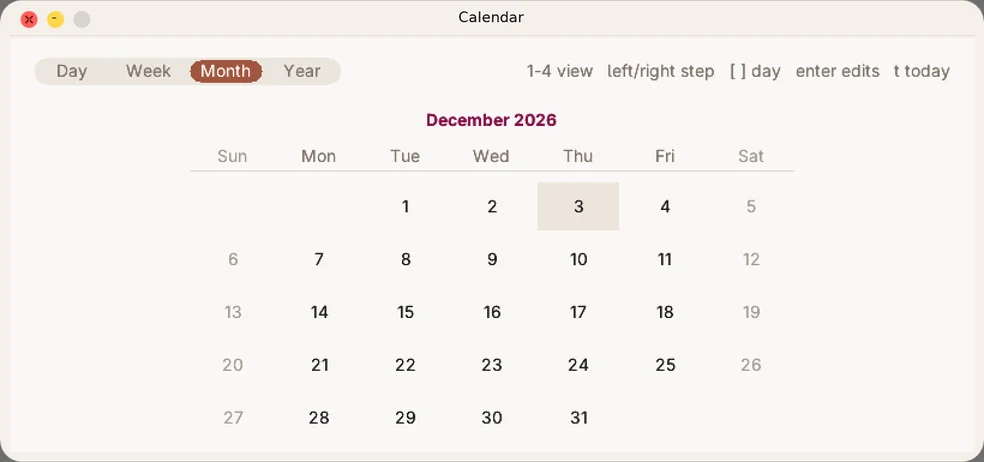 Calendar
Day Week Month Year 1-4 view left/right step [ ] day enter edits t today
December 2026
Sun Mon Tue Wed Thu Fri Sat
1 2 3 4 5
6 7 8 9 10 11 12
13 14 15 16 17 18 19
20 21 22 23 24 25 26
27 28 29 30 31